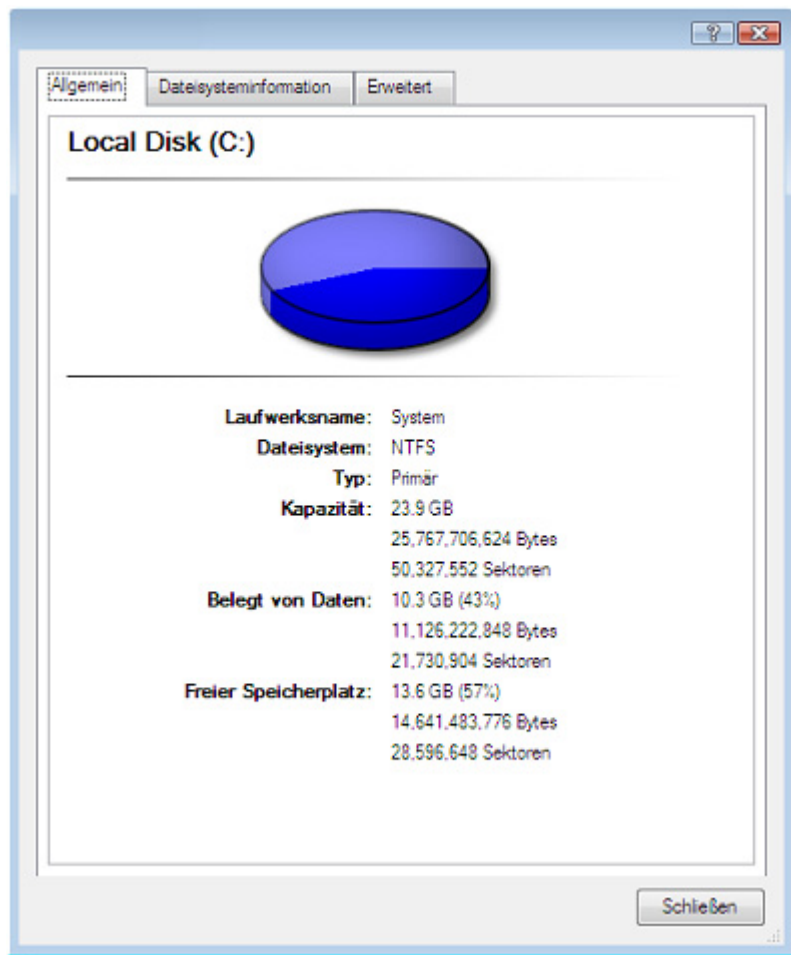 ?
Allgemein Dateisysteminformation Erweitert
Local Disk (C:)
Laufwerksname: System
Dateisystem: NTFS
Typ: Primär
Kapazität: 23.9 GB
25,767,706,624 Bytes
50,327,552 Sektoren
Belegt von Daten: 10.3 GB (43%)
11,126,222,848 Bytes
21,730,904 Sektoren
Freier Speicherplatz: 13.6 GB (57%)
14,641,483,776 Bytes
28,596,648 Sektoren
Schließen